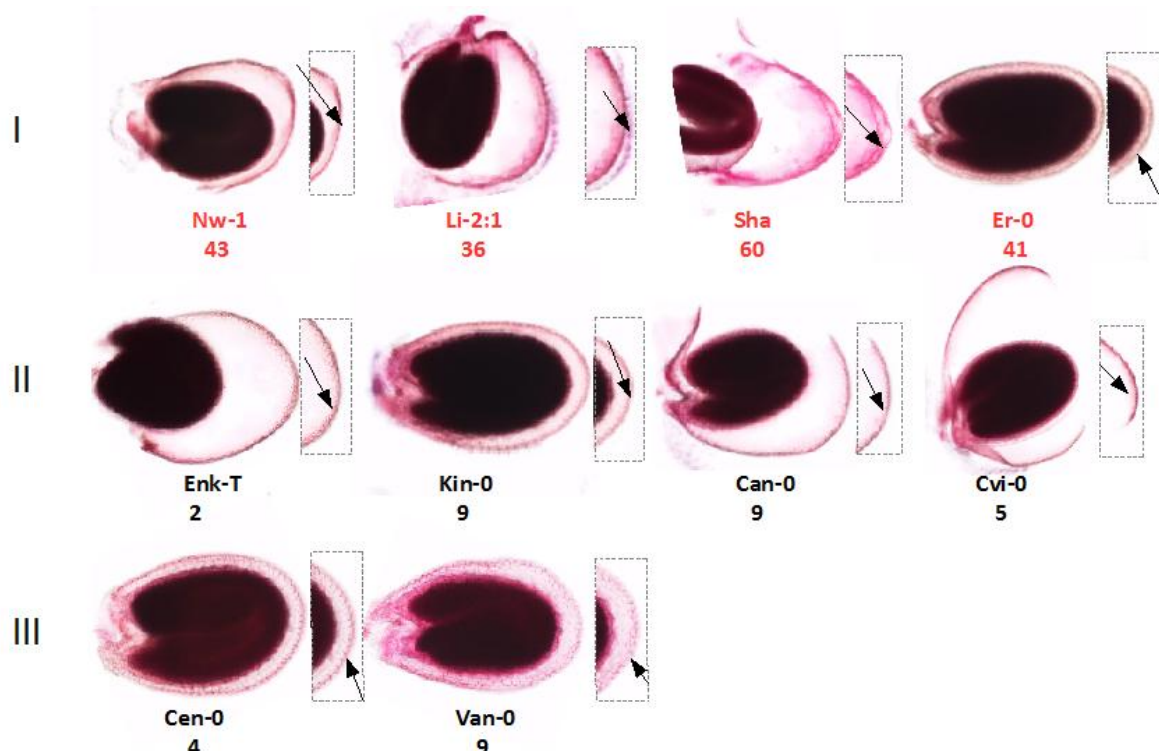 I
Nw-1 Li-2:1 Sha Er-0
43 36 60 41
II
Enk-T Kin-0 Can-0 Cvi-0
2 9 9 5
III
Cen-0 Van-0
4 9